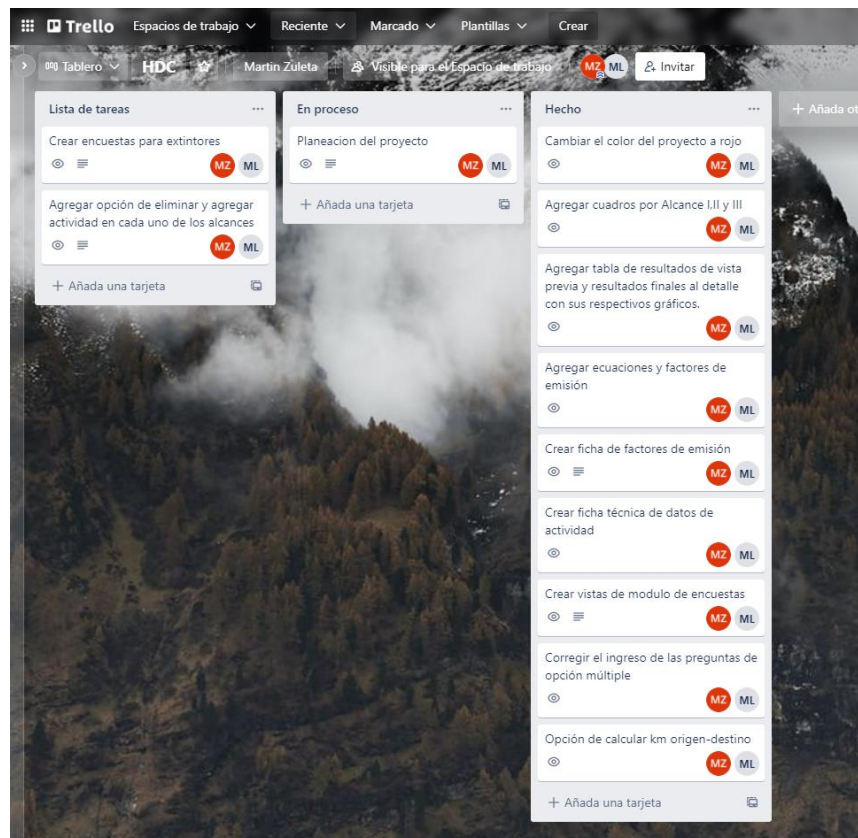 Trello Espacios de trabajo Reciente Marcado Plantillas Crear
Tablero HDC Martin Zuleta Visible para el Espacio de trabajo MZ ML Invitar
Lista de tareas
Crear encuestas para extintores
MZ ML
Agregar opción de eliminar y agregar
actividad en cada uno de los alcances
MZ ML
+ Añada una tarjeta
En proceso
Planeacion del proyecto
MZ ML
+ Añada una tarjeta
Hecho
Cambiar el color del proyecto a rojo
MZ ML
Agregar cuadros por Alcance I,II y III
MZ ML
Agregar tabla de resultados de vista
previa y resultados finales al detalle
con sus respectivos gráficos.
MZ ML
Agregar ecuaciones y factores de
emisión
MZ ML
Crear ficha de factores de emisión
MZ ML
Crear ficha técnica de datos de
actividad
MZ ML
Crear vistas de modulo de encuestas
MZ ML
Corregir el ingreso de las preguntas de
opción múltiple
MZ ML
Opción de calcular km origen-destino
MZ ML
+ Añada una tarjeta
+ Añada ot